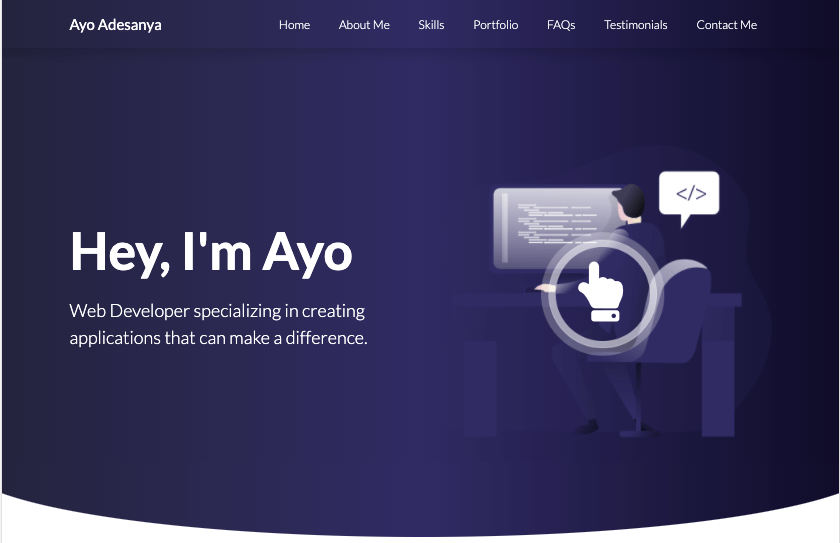 Ayo Adesanya
Home About Me Skills Portfolio FAQs Testimonials Contact Me
</>
Hey, I'm Ayo
Web Developer specializing in creating
applications that can make a difference.